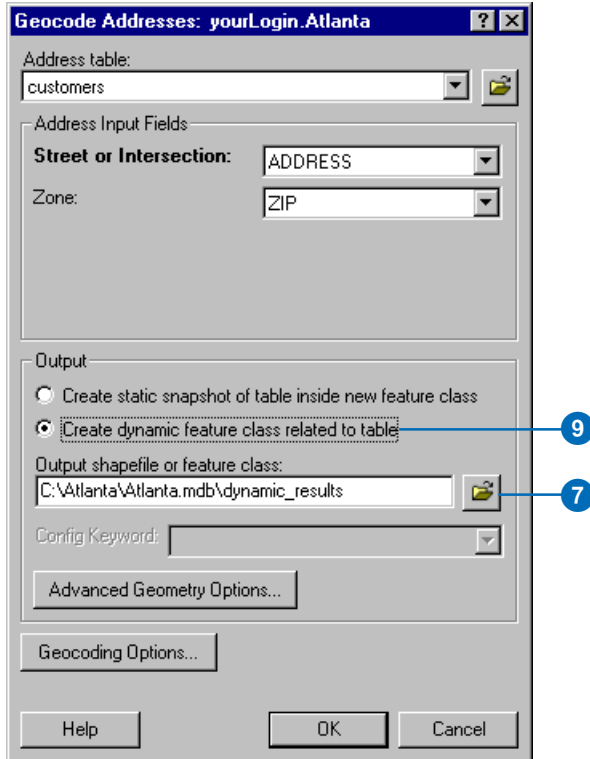 Geocode Addresses: yourLogin.Atlanta
Address table:
customers
Address Input Fields
Street or Intersection: ADDRESS
Zone: ZIP
Output
Create static snapshot of table inside new feature class
Create dynamic feature class related to table 9
Output shapefile or feature class:
C:\Atlanta\Atlanta.mdb\dynamic_results 7
Config Keyword:
Advanced Geometry Options...
Geocoding Options...
Help OK Cancel